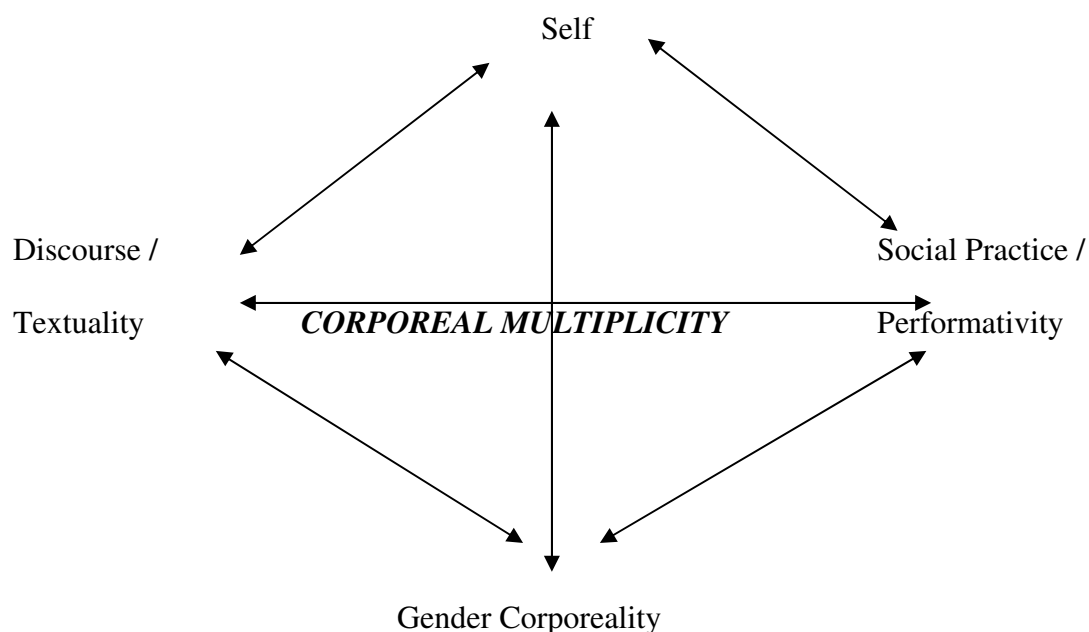 Self
Discourse /
Social Practice /
Textuality
CORPOREAL MULTIPLICITY
Performativity
Gender Corporeality